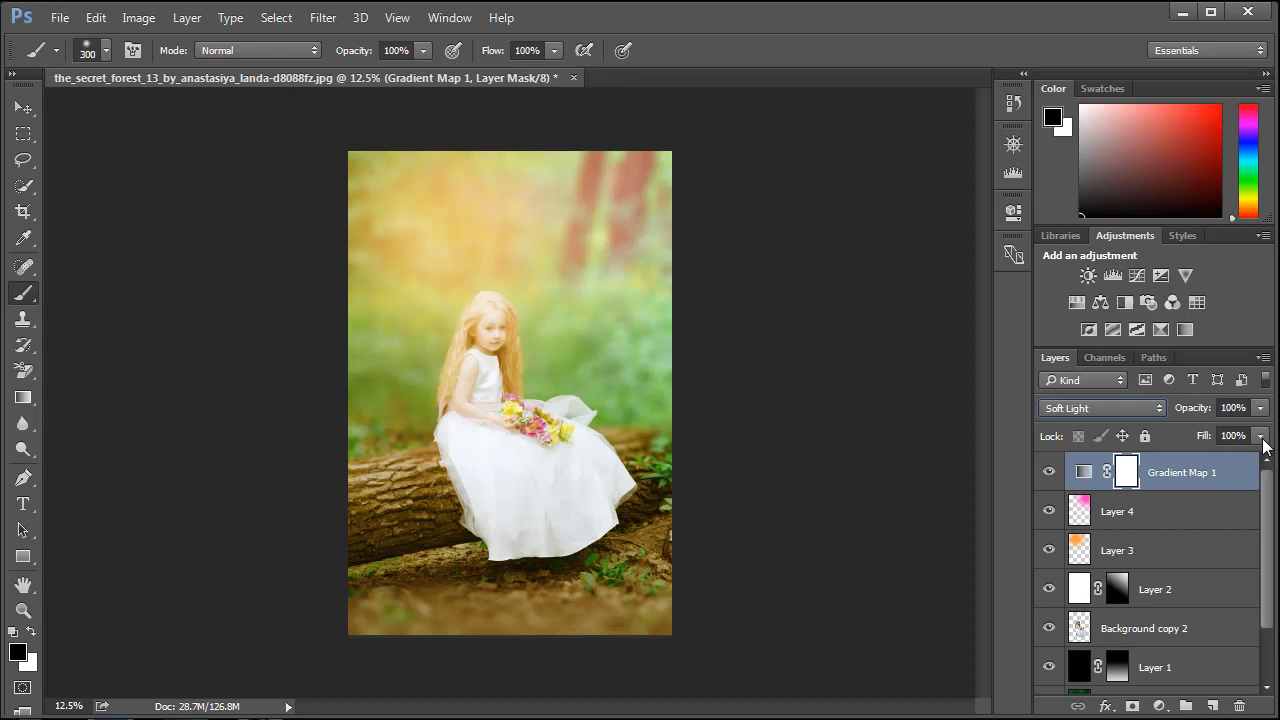 Ps File Edit Image Layer Type Select Filter 3D View Window Help
300 Mode: Normal Opacity: 100% Flow: 100% Essentials
the_secret_forest_13_by_anastasiya_landa-d8088fz.jpg @ 12.5% (Gradient Map 1, Layer Mask/8) *
Color Swatches
Libraries Adjustments Styles
Add an adjustment
Layers Channels Paths
Kind
Soft Light Opacity: 100%
Lock: Fill: 100%
Gradient Map 1
Layer 4
Layer 3
Layer 2
Background copy 2
Layer 1
12.5% Doc: 28.7M/126.8M